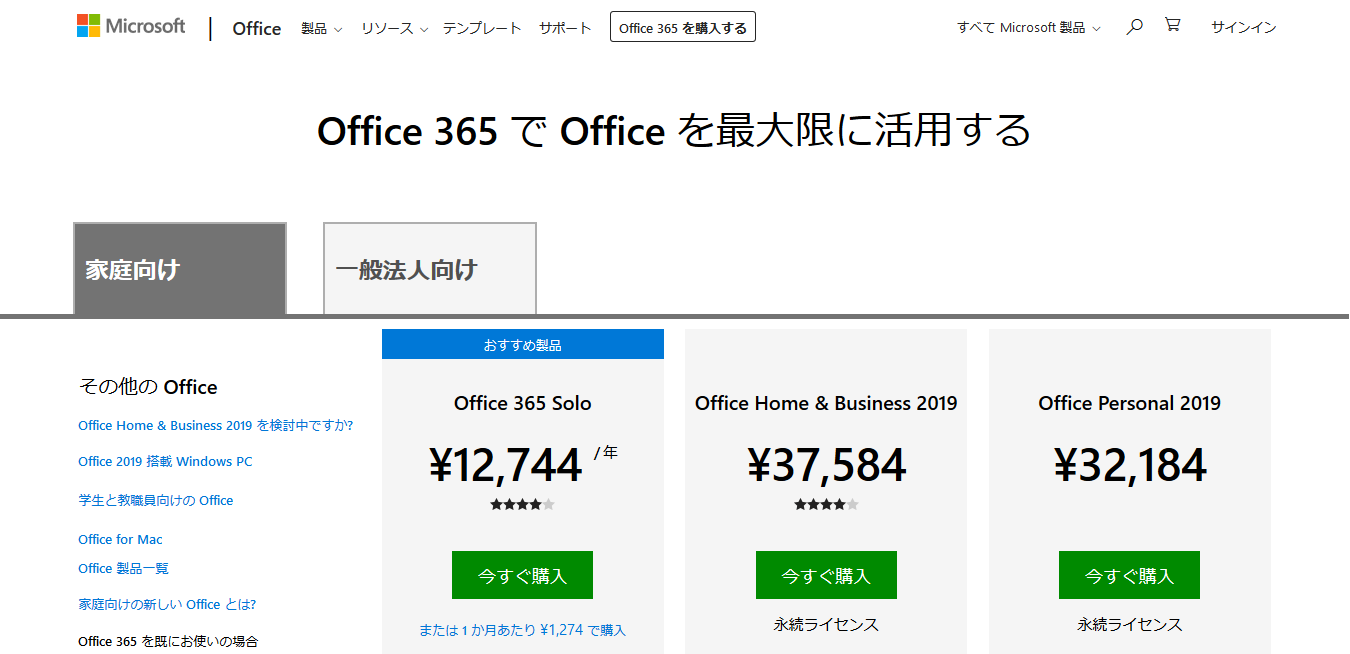 Microsoft
Office 製品 リソース テンプレート サポート Office 365 を購入する すべて Microsoft 製品 サインイン
Office 365 で Office を最大限に活用する
家庭向け
一般法人向け
その他の Office
Office Home & Business 2019 を検討中ですか?
Office 2019 搭載 Windows PC
学生と教職員向けの Office
Office for Mac
Office 製品一覧
家庭向けの新しい Office とは?
Office 365 を既にお使いの場合
おすすめ製品
Office 365 Solo
¥12,744 /年
今すぐ購入
または 1 か月あたり ¥1,274 で購入
Office Home & Business 2019
¥37,584
今すぐ購入
永続ライセンス
Office Personal 2019
¥32,184
今すぐ購入
永続ライセンス